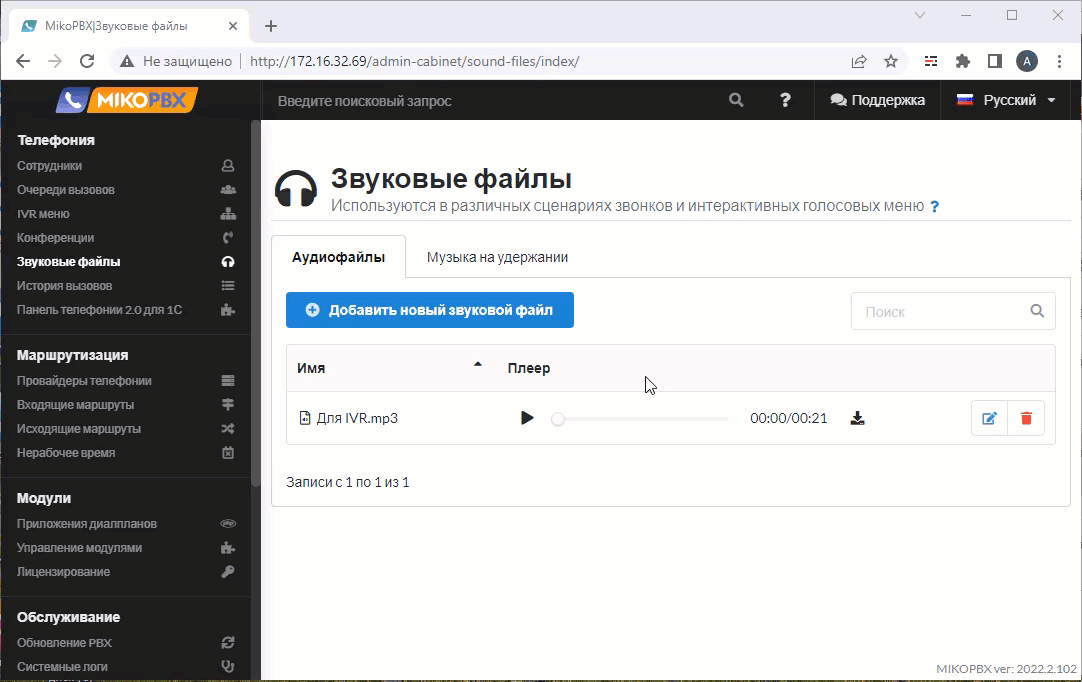 MikoPBX|Звуковые файлы
Не защищено
http://172.16.32.69/admin-cabinet/sound-files/index/
A
MIKOPBX
Введите поисковый запрос
?
Поддержка
Русский
Телефония
Сотрудники
Очереди вызовов
IVR меню
Конференции
Звуковые файлы
История вызовов
Панель телефонии 2.0 для 1С
Маршрутизация
Провайдеры телефонии
Входящие маршруты
Исходящие маршруты
Нерабочее время
Модули
Приложения диалпланов
Управление модулями
Лицензирование
Обслуживание
Обновление PBX
Системные логи
Звуковые файлы
Используются в различных сценариях звонков и интерактивных голосовых меню ?
Аудиофайлы
Музыка на удержании
Добавить новый звуковой файл
Поиск
Имя
Плеер
Для IVR.mp3
00:00/00:21
Записи с 1 по 1 из 1
MIKOPBX ver: 2022.2.102